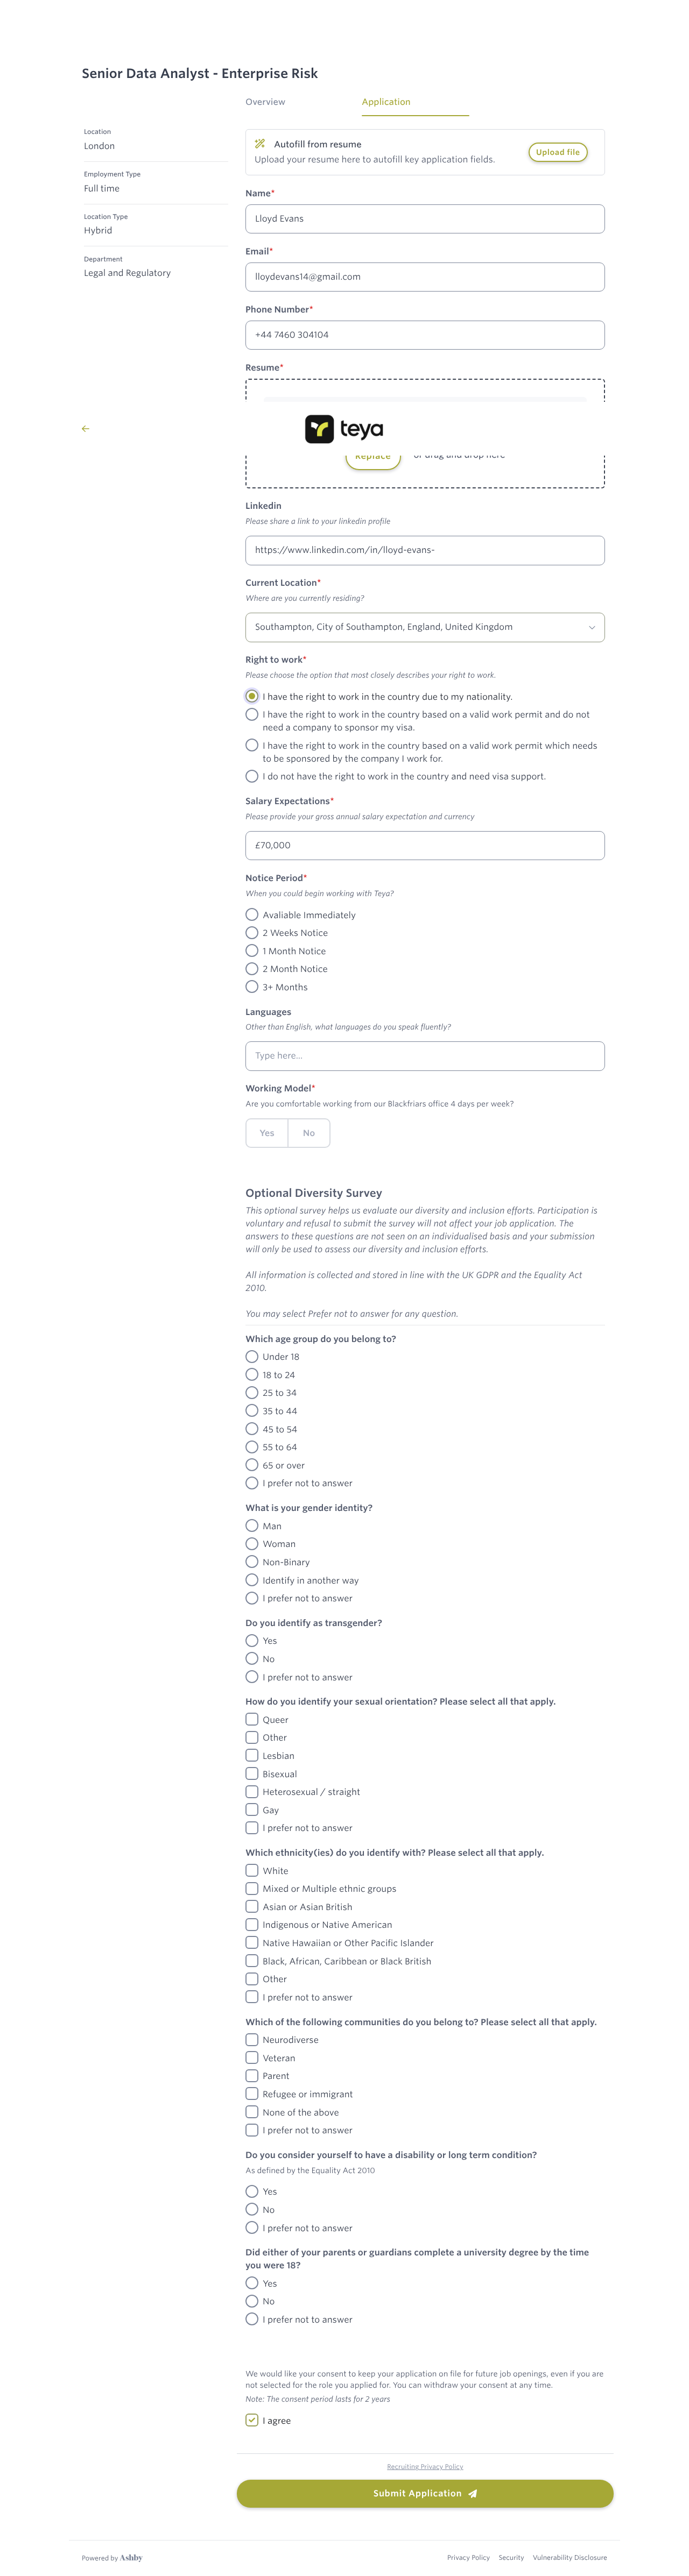 Senior Data Analyst - Enterprise Risk
Overview
Application
Location
London
Employment Type
Full time
Location Type
Hybrid
Department
Legal and Regulatory
Autofill from resume
Upload your resume here to autofill key application fields.
Upload file
Name*
Lloyd Evans
Email*
lloydevans14@gmail.com
Phone Number*
+44 7460 304104
Resume*
teya
Replace
or drag and drop here
Linkedin
Please share a link to your linkedin profile
https://www.linkedin.com/in/lloyd-evans-
Current Location*
Where are you currently residing?
Southampton, City of Southampton, England, United Kingdom
Right to work*
Please choose the option that most closely describes your right to work.
I have the right to work in the country due to my nationality.
I have the right to work in the country based on a valid work permit and do not
need a company to sponsor my visa.
I have the right to work in the country based on a valid work permit which needs
to be sponsored by the company I work for.
I do not have the right to work in the country and need visa support.
Salary Expectations*
Please provide your gross annual salary expectation and currency
£70,000
Notice Period*
When you could begin working with Teya?
Avaliable Immediately
2 Weeks Notice
1 Month Notice
2 Month Notice
3+ Months
Languages
Other than English, what languages do you speak fluently?
Type here...
Working Model*
Are you comfortable working from our Blackfriars office 4 days per week?
Yes
No
Optional Diversity Survey
This optional survey helps us evaluate our diversity and inclusion efforts. Participation is
voluntary and refusal to submit the survey will not affect your job application. The
answers to these questions are not seen on an individualised basis and your submission
will only be used to assess our diversity and inclusion efforts.
All information is collected and stored in line with the UK GDPR and the Equality Act
2010.
You may select Prefer not to answer for any question.
Which age group do you belong to?
Under 18
18 to 24
25 to 34
35 to 44
45 to 54
55 to 64
65 or over
I prefer not to answer
What is your gender identity?
Man
Woman
Non-Binary
Identify in another way
I prefer not to answer
Do you identify as transgender?
Yes
No
I prefer not to answer
How do you identify your sexual orientation? Please select all that apply.
Queer
Other
Lesbian
Bisexual
Heterosexual / straight
Gay
I prefer not to answer
Which ethnicity(ies) do you identify with? Please select all that apply.
White
Mixed or Multiple ethnic groups
Asian or Asian British
Indigenous or Native American
Native Hawaiian or Other Pacific Islander
Black, African, Caribbean or Black British
Other
I prefer not to answer
Which of the following communities do you belong to? Please select all that apply.
Neurodiverse
Veteran
Parent
Refugee or immigrant
None of the above
I prefer not to answer
Do you consider yourself to have a disability or long term condition?
As defined by the Equality Act 2010
Yes
No
I prefer not to answer
Did either of your parents or guardians complete a university degree by the time
you were 18?
Yes
No
I prefer not to answer
We would like your consent to keep your application on file for future job openings, even if you are
not selected for the role you applied for. You can withdraw your consent at any time.
Note: The consent period lasts for 2 years
I agree
Recruiting Privacy Policy
Submit Application
Powered by Ashby
Privacy Policy
Security
Vulnerability Disclosure